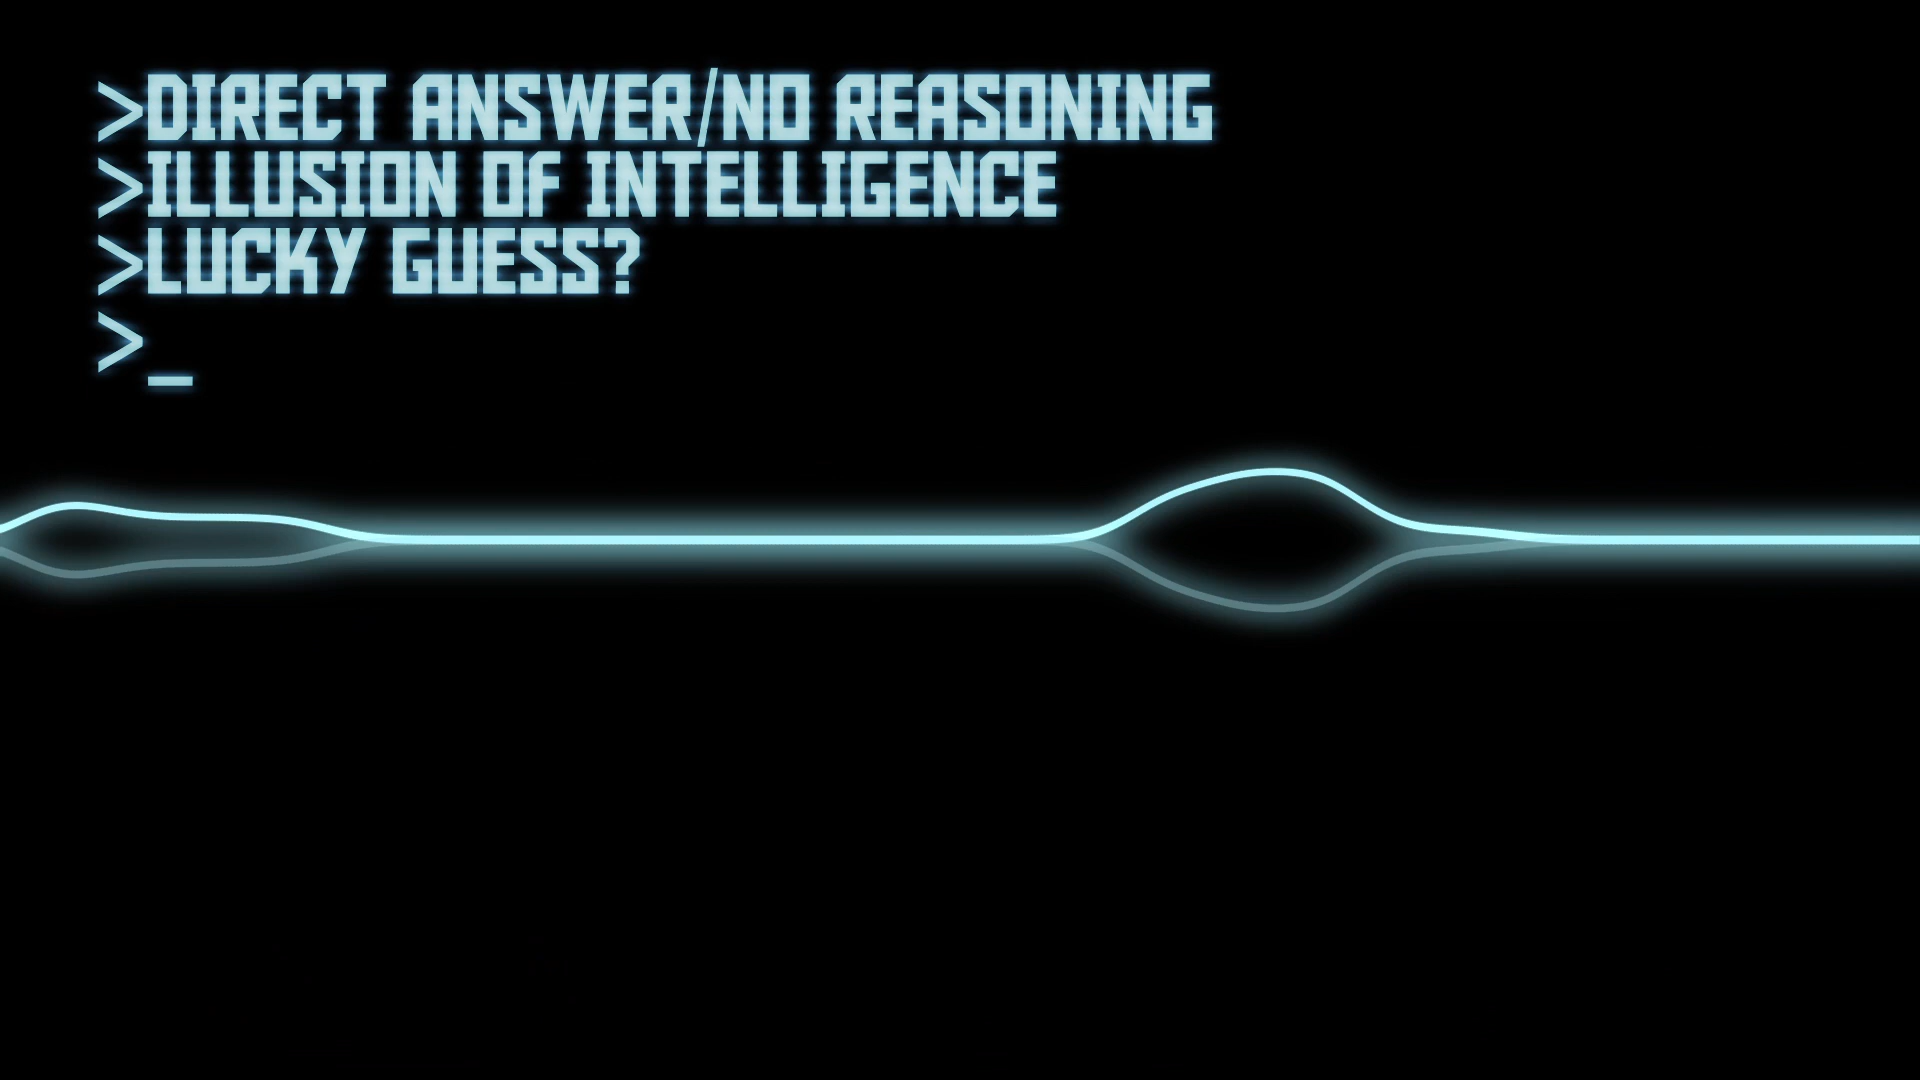 >DIRECT ANSWER/NO REASONING
>ILLUSION OF INTELLIGENCE
>LUCKY GUESS?
>_